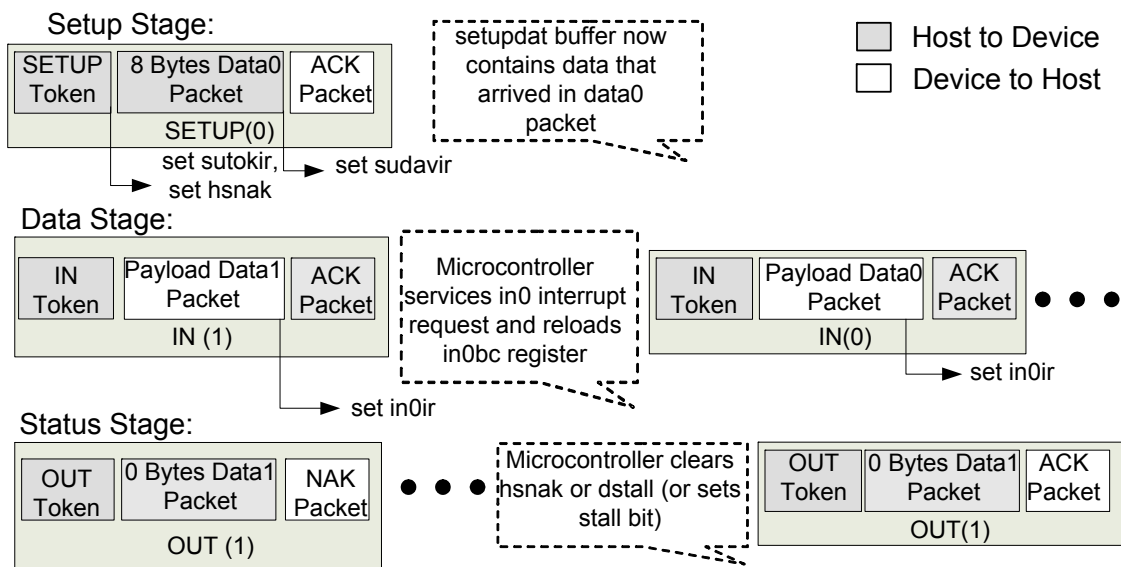 Setup Stage:
SETUP
Token
8 Bytes Data0
Packet
ACK
Packet
SETUP(0)
set sutokir,
set hsnak
set sudavir
setupdat buffer now
contains data that
arrived in data0
packet
Host to Device
Device to Host
Data Stage:
IN
Token
Payload Data1
Packet
ACK
Packet
IN (1)
set in0ir
Microcontroller
services in0 interrupt
request and reloads
in0bc register
IN
Token
Payload Data0
Packet
ACK
Packet
IN(0)
set in0ir
Status Stage:
OUT
Token
0 Bytes Data1
Packet
NAK
Packet
OUT (1)
Microcontroller clears
hsnak or dstall (or sets
stall bit)
OUT
Token
0 Bytes Data1
Packet
ACK
Packet
OUT(1)